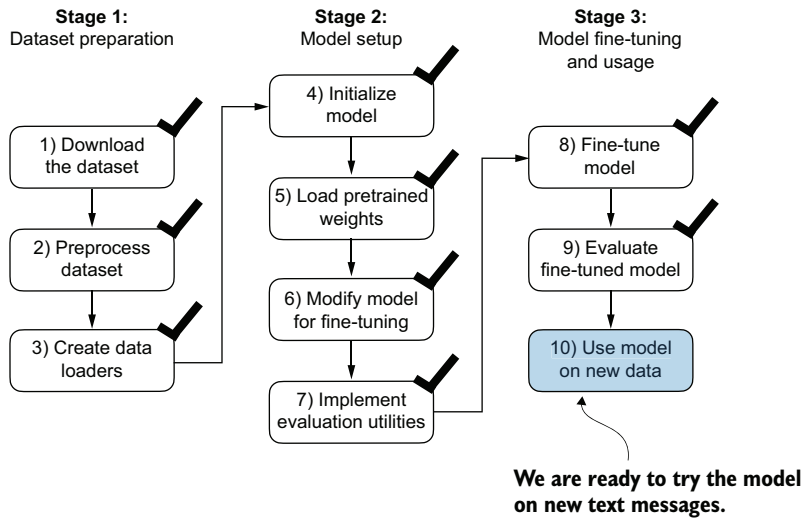 Stage 1:
Dataset preparation
1) Download
the dataset
2) Preprocess
dataset
3) Create data
loaders
Stage 2:
Model setup
4) Initialize
model
5) Load pretrained
weights
6) Modify model
for fine-tuning
7) Implement
evaluation utilities
Stage 3:
Model fine-tuning
and usage
8) Fine-tune
model
9) Evaluate
fine-tuned model
10) Use model
on new data
We are ready to try the model
on new text messages.